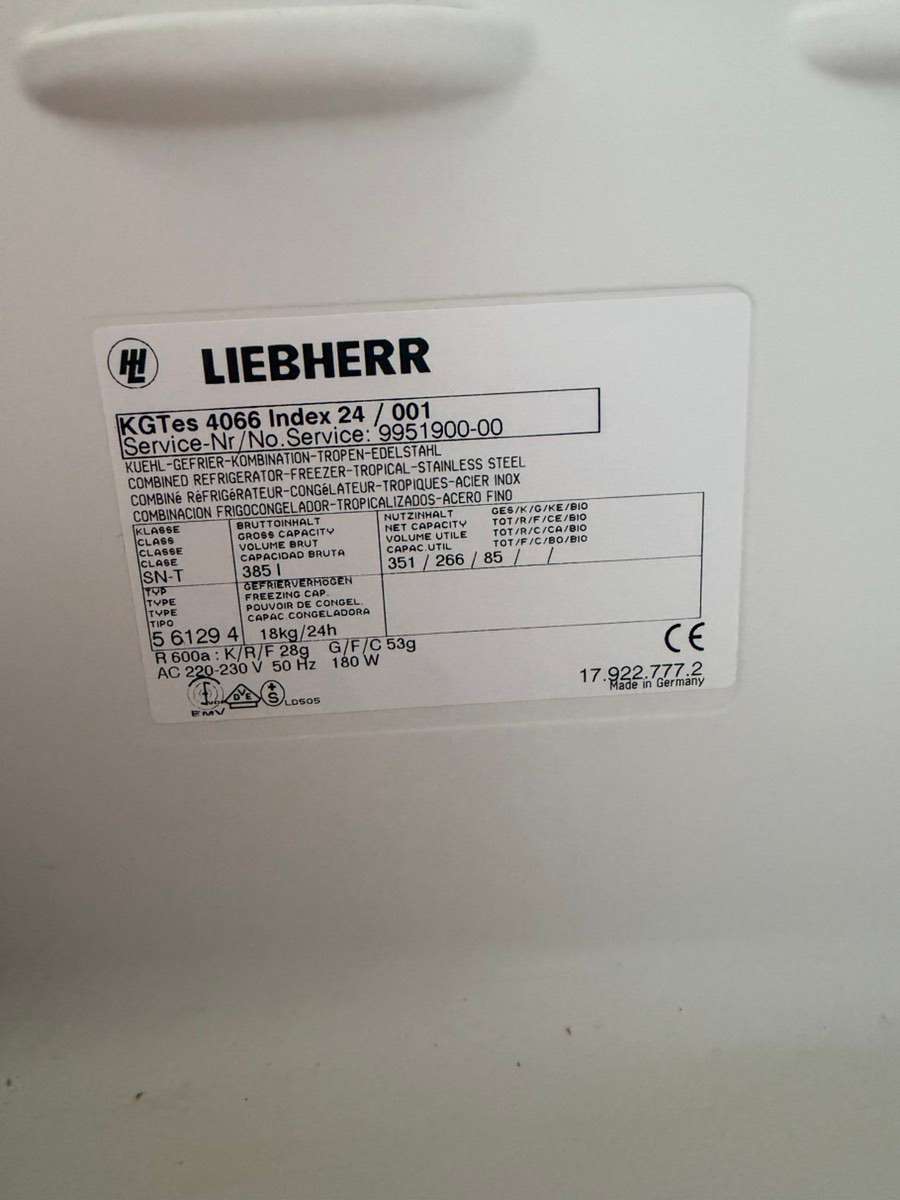 LIEBHERR
KGTes 4066 Index 24 / 001
Service-Nr/No.Service: 9951900-00
KUEHL-GEFRIER-KOMBINATION-TROPEN-EDELSTAHL
COMBINED REFRIGERATOR-FREEZER-TROPICAL-STAINLESS STEEL
COMBINé RéFRIGéRATEUR-CONGéLATEUR-TROPIQUES-ACIER INOX
COMBINACION FRIGOCONGELADOR-TROPICALIZADOS-ACERO FINO
KLASSE
CLASS
CLASSE
CLASE
SN-T
BRUTTOINHALT
GROSS CAPACITY
VOLUME BRUT
CAPACIDAD BRUTA
385 l
NUTZINHALT GES/K/G/KE/BIO
NET CAPACITY TOT/R/F/CE/BIO
VOLUME UTILE TOT/R/C/CA/BIO
CAPAC.UTIL TOT/F/C/BO/BIO
351 / 266 / 85 / /
TYP
TYPE
TYPE
TIPO
5 6129 4
GEFRIERVERMöGEN
FREEZING CAP.
POUVOIR DE CONGEL.
CAPAC CONGELADORA
18kg/24h
R 600a : K/R/F 28g G/F/C 53g
AC 220-230 V 50 Hz 180 W
CE
17.922.777.2
Made in Germany
DVE
S
LD505
EMV